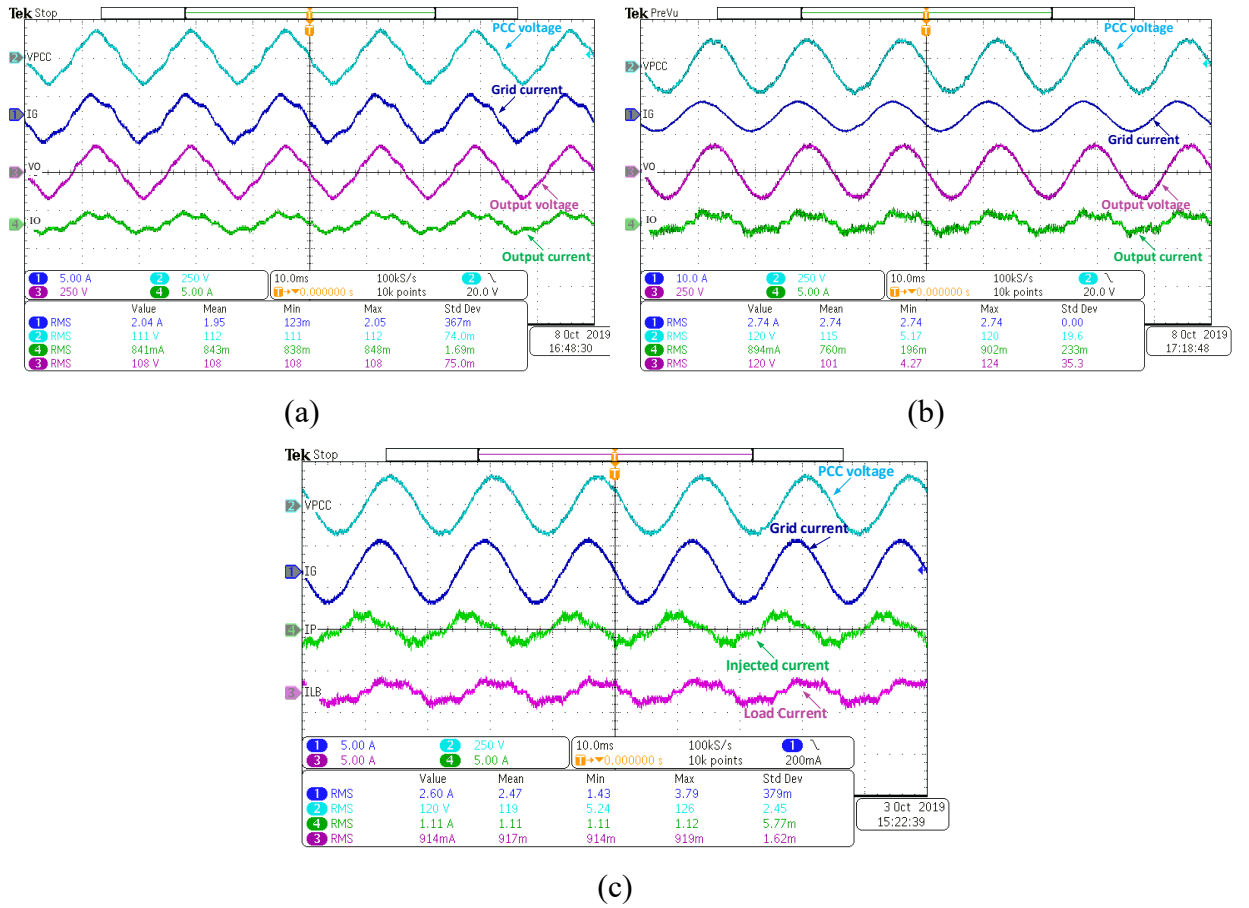 Tek Stop
T
T
2 VPCC
PCC voltage
1 IG
Grid current
3 VO
Output voltage
4 IO
Output current
1 5.00 A 2 250 V
3 250 V 4 5.00 A
10.0ms 100kS/s 2
T→▼0.000000 s 10k points 20.0 V
Value Mean Min Max Std Dev
1 RMS 2.04 A 1.95 123m 2.05 367m
2 RMS 111 V 112 111 112 74.0m
4 RMS 841mA 843m 838m 848m 1.69m
3 RMS 108 V 108 108 108 75.0m
8 Oct 2019
16:48:30
(a)
Tek PreVu
T
T
2 VPCC
PCC voltage
1 IG
Grid current
3 VO
Output voltage
4 IO
Output current
1 10.0 A 2 250 V
3 250 V 4 5.00 A
10.0ms 100kS/s 2
T→▼0.000000 s 10k points 20.0 V
Value Mean Min Max Std Dev
1 RMS 2.74 A 2.74 2.74 2.74 0.00
2 RMS 120 V 115 5.17 120 19.6
4 RMS 894mA 760m 196m 902m 233m
3 RMS 120 V 101 4.27 124 35.3
8 Oct 2019
17:18:48
(b)
Tek Stop
T
T
2 VPCC
PCC voltage
1 IG
Grid current
4 IP
Injected current
3 ILB
Load Current
1 5.00 A 2 250 V
3 5.00 A 4 5.00 A
10.0ms 100kS/s 1
T→▼0.000000 s 10k points 200mA
Value Mean Min Max Std Dev
1 RMS 2.60 A 2.47 1.43 3.79 379m
2 RMS 120 V 119 5.24 126 2.45
4 RMS 1.11 A 1.11 1.11 1.12 5.77m
3 RMS 914mA 917m 914m 919m 1.62m
3 Oct 2019
15:22:39
(c)